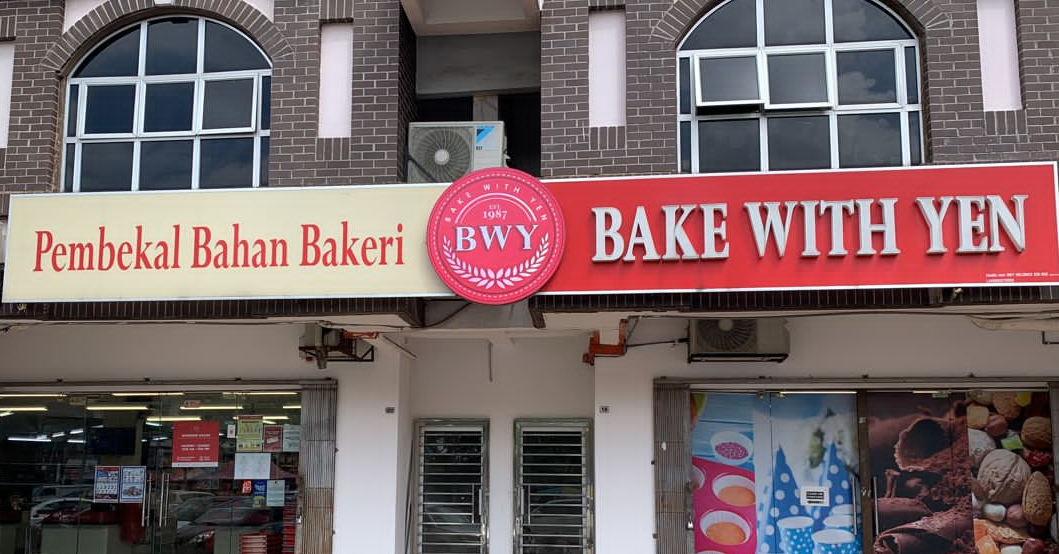 Pembekal Bahan Bakeri
BAKE WITH YEN
EST.
1987
BWY
BAKE WITH YEN